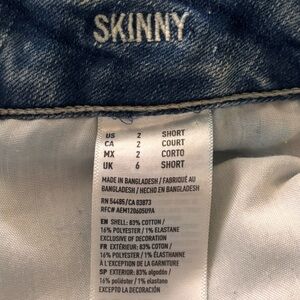 SKINNY
US 2 SHORT
CA 2 COURT
MX 2 CORTO
UK 6 SHORT
MADE IN BANGLADESH / FABRIQUÉ AU
BANGLADESH / HECHO EN BANGLADESH
RN 54485/CA 03873
RFC# AEM1206050YA
EN SHELL: 83% COTTON /
16% POLYESTER / 1% ELASTANE
EXCLUSIVE OF DECORATION
FR EXTÉRIEUR: 83% COTON /
16% POLYESTER / 1% ÉLASTHANNE
À L'EXCEPTION DE LA GARNITURE
SP EXTERIOR: 83% algodón /
16% poliéster / 1% elastane
EXCEPTO LA DECORACIÓN